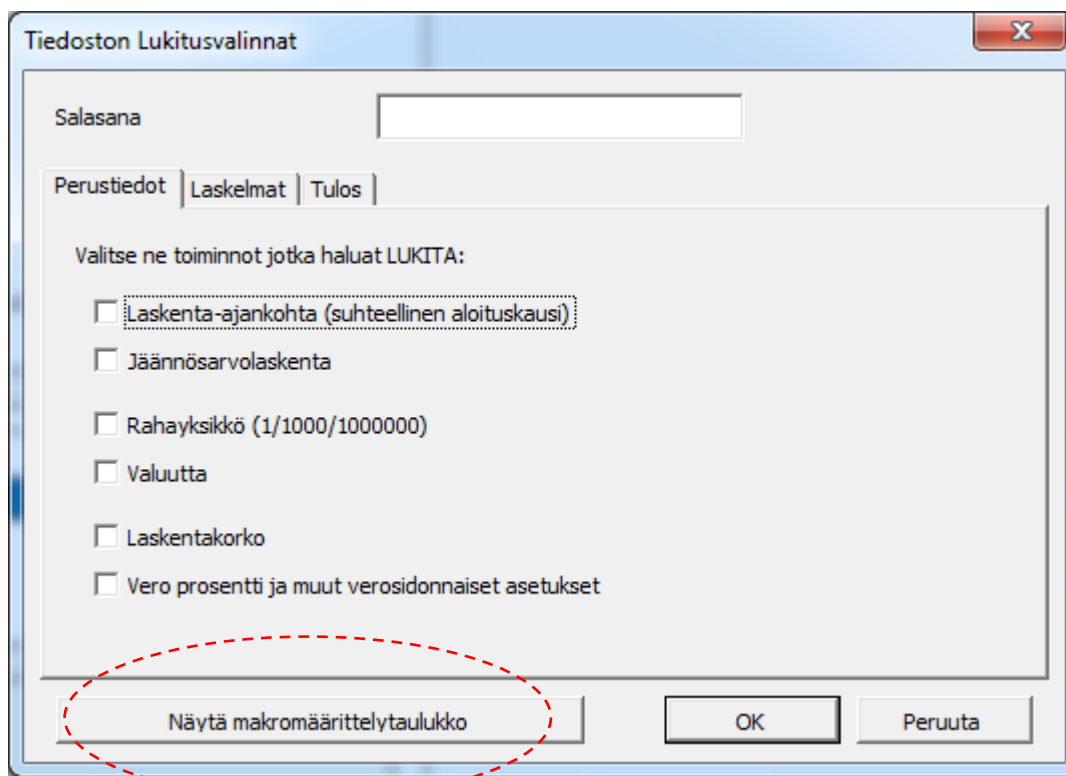 Tiedoston Lukitusvalinnat
Salasana
Perustiedot Laskelmat Tulos
Valitse ne toiminnot jotka haluat LUKITA:
Laskenta-ajankohta (suhteellinen aloituskausi)
Jäännösarvolaskenta
Rahayksikkö (1/1000/1000000)
Valuutta
Laskentakorko
Vero prosentti ja muut verosidonnaiset asetukset
Näytä makromäärittelytaulukko OK Peruuta